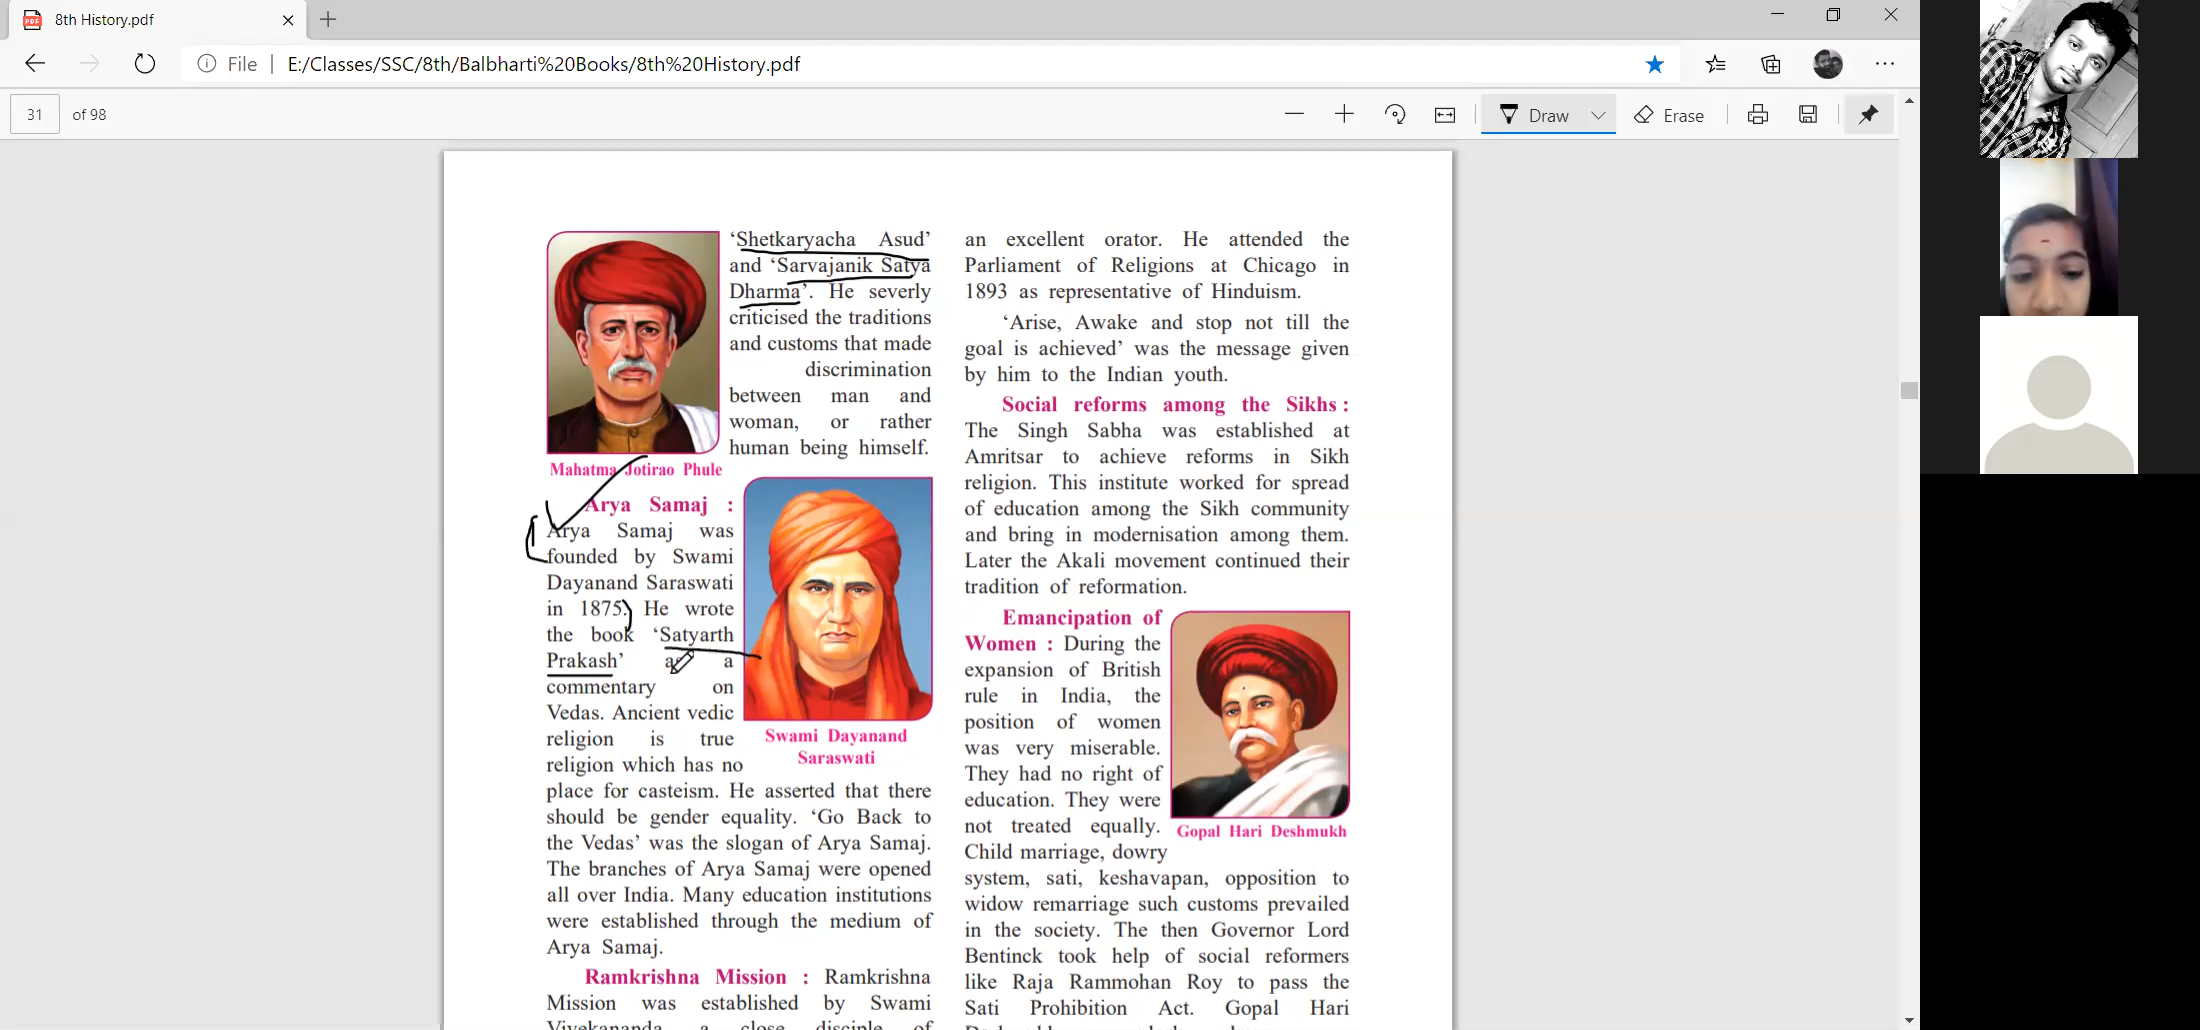 8th History.pdf
File
E:/Classes/SSC/8th/Balbharti%20Books/8th%20History.pdf
31 of 98
Draw
Erase
‘Shetkaryacha Asud’
and ‘Sarvajanik Satya
Dharma’. He severly
criticised the traditions
and customs that made
discrimination
between man and
woman, or rather
human being himself.
Mahatma Jotirao Phule
Arya Samaj :
Arya Samaj was
founded by Swami
Dayanand Saraswati
in 1875. He wrote
the book ‘Satyarth
Prakash’ as a
commentary on
Vedas. Ancient vedic
religion is true
religion which has no
place for casteism. He asserted that there
should be gender equality. ‘Go Back to
the Vedas’ was the slogan of Arya Samaj.
The branches of Arya Samaj were opened
all over India. Many education institutions
were established through the medium of
Arya Samaj.
Swami Dayanand
Saraswati
Ramkrishna Mission : Ramkrishna
Mission was established by Swami
Vivekananda, a close disciple of
an excellent orator. He attended the
Parliament of Religions at Chicago in
1893 as representative of Hinduism.
‘Arise, Awake and stop not till the
goal is achieved’ was the message given
by him to the Indian youth.
Social reforms among the Sikhs :
The Singh Sabha was established at
Amritsar to achieve reforms in Sikh
religion. This institute worked for spread
of education among the Sikh community
and bring in modernisation among them.
Later the Akali movement continued their
tradition of reformation.
Emancipation of
Women : During the
expansion of British
rule in India, the
position of women
was very miserable.
They had no right of
education. They were
not treated equally.
Child marriage, dowry
system, sati, keshavapan, opposition to
widow remarriage such customs prevailed
in the society. The then Governor Lord
Bentinck took help of social reformers
like Raja Rammohan Roy to pass the
Sati Prohibition Act. Gopal Hari
Gopal Hari Deshmukh